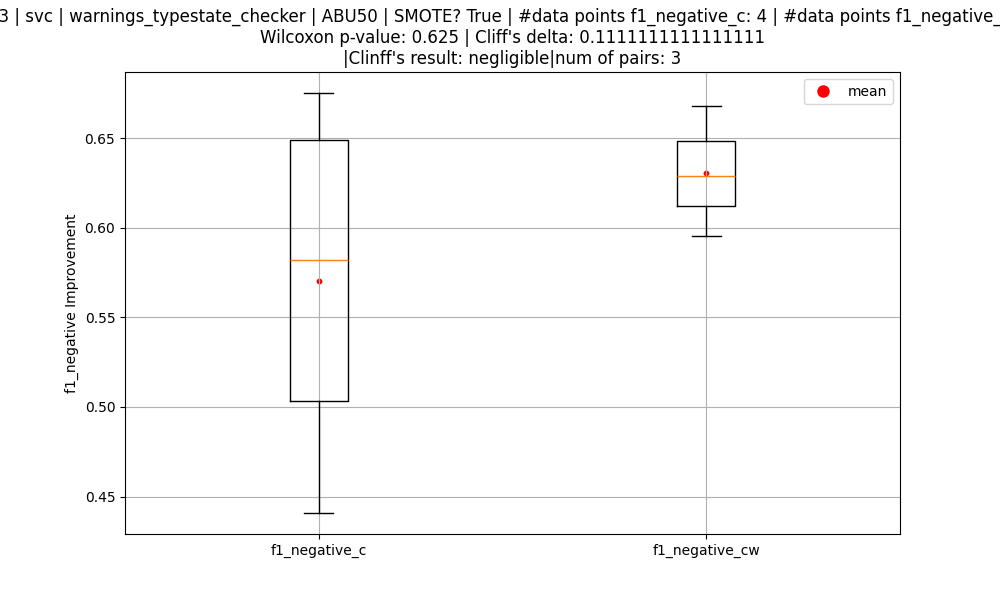 3 | svc | warnings_typestate_checker | ABU50 | SMOTE? True | #data points f1_negative_c: 4 | #data points f1_negative_
Wilcoxon p-value: 0.625 | Cliff's delta: 0.1111111111111111
|Clinff's result: negligible|num of pairs: 3
mean
0.65
0.60
0.55
0.50
0.45
f1_negative Improvement
f1_negative_c
f1_negative_cw